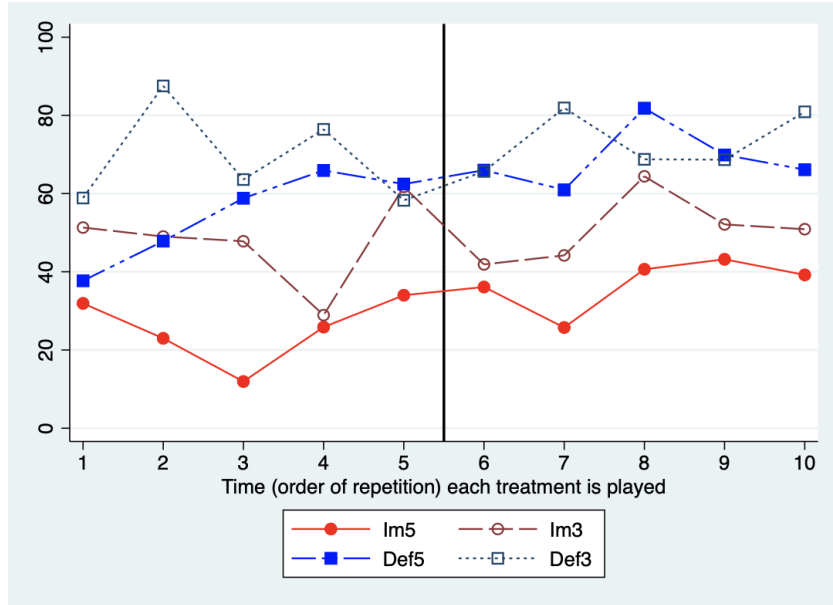 100
80
60
40
20
0
1 2 3 4 5 6 7 8 9 10
Time (order of repetition) each treatment is played
Im5 Im3
Def5 Def3